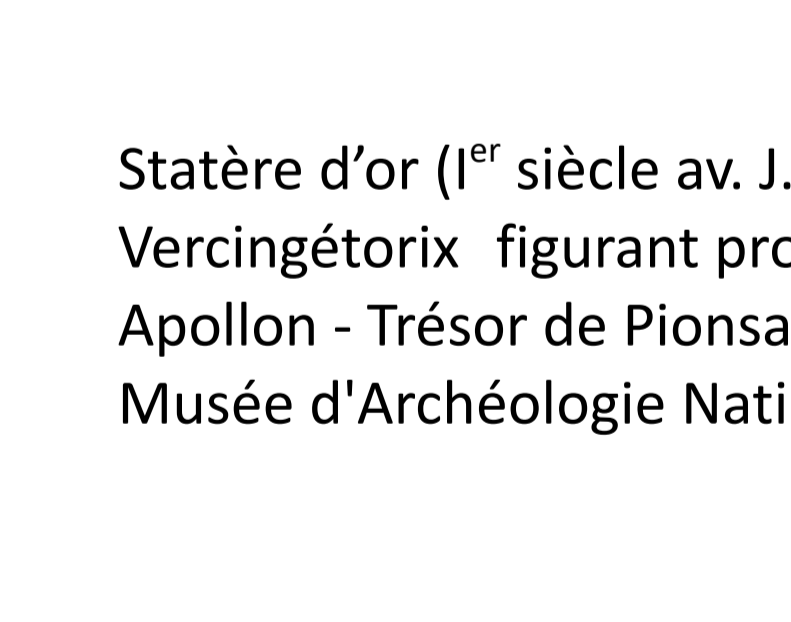 Statère d’or (Ier siècle av. J.
Vercingétorix figurant pro
Apollon - Trésor de Pionsa
Musée d'Archéologie Nati